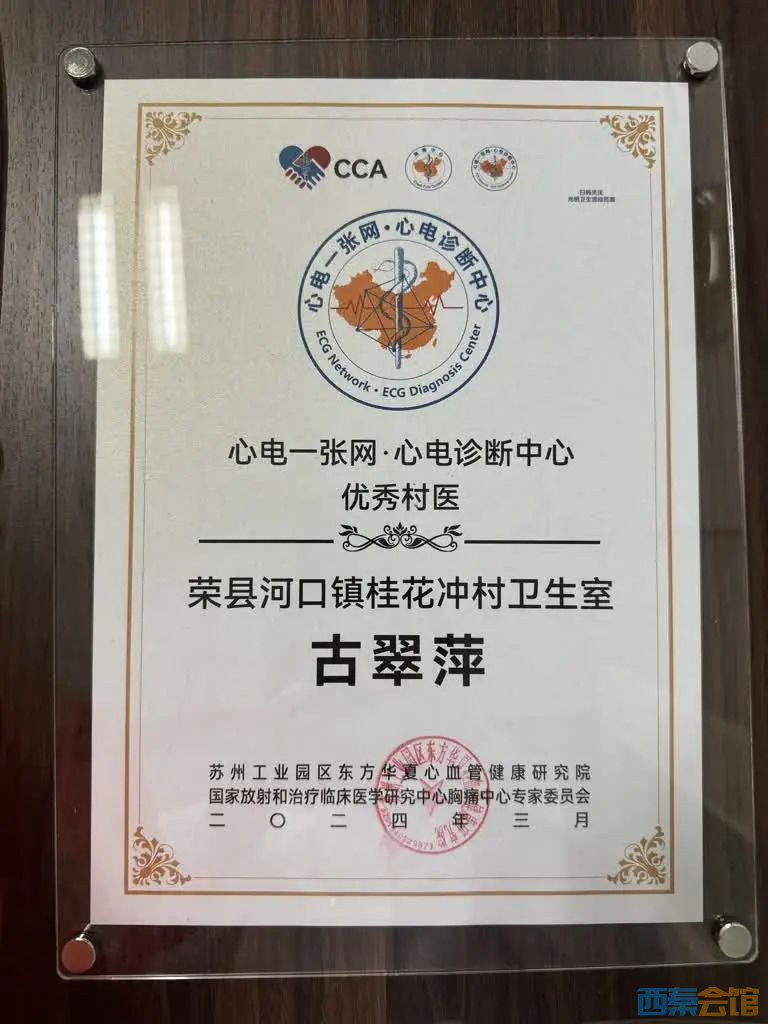 CCA
扫码关注
心电一张网·心电诊断中心
ECG Network · ECG Diagnosis Center
心电一张网·心电诊断中心
优秀村医
荣县河口镇桂花冲村卫生室
古翠萍
苏州工业园区东方华夏心血管健康研究院
国家放射和治疗临床医学研究中心胸痛中心专家委员会
二〇二四年三月
西秦会馆